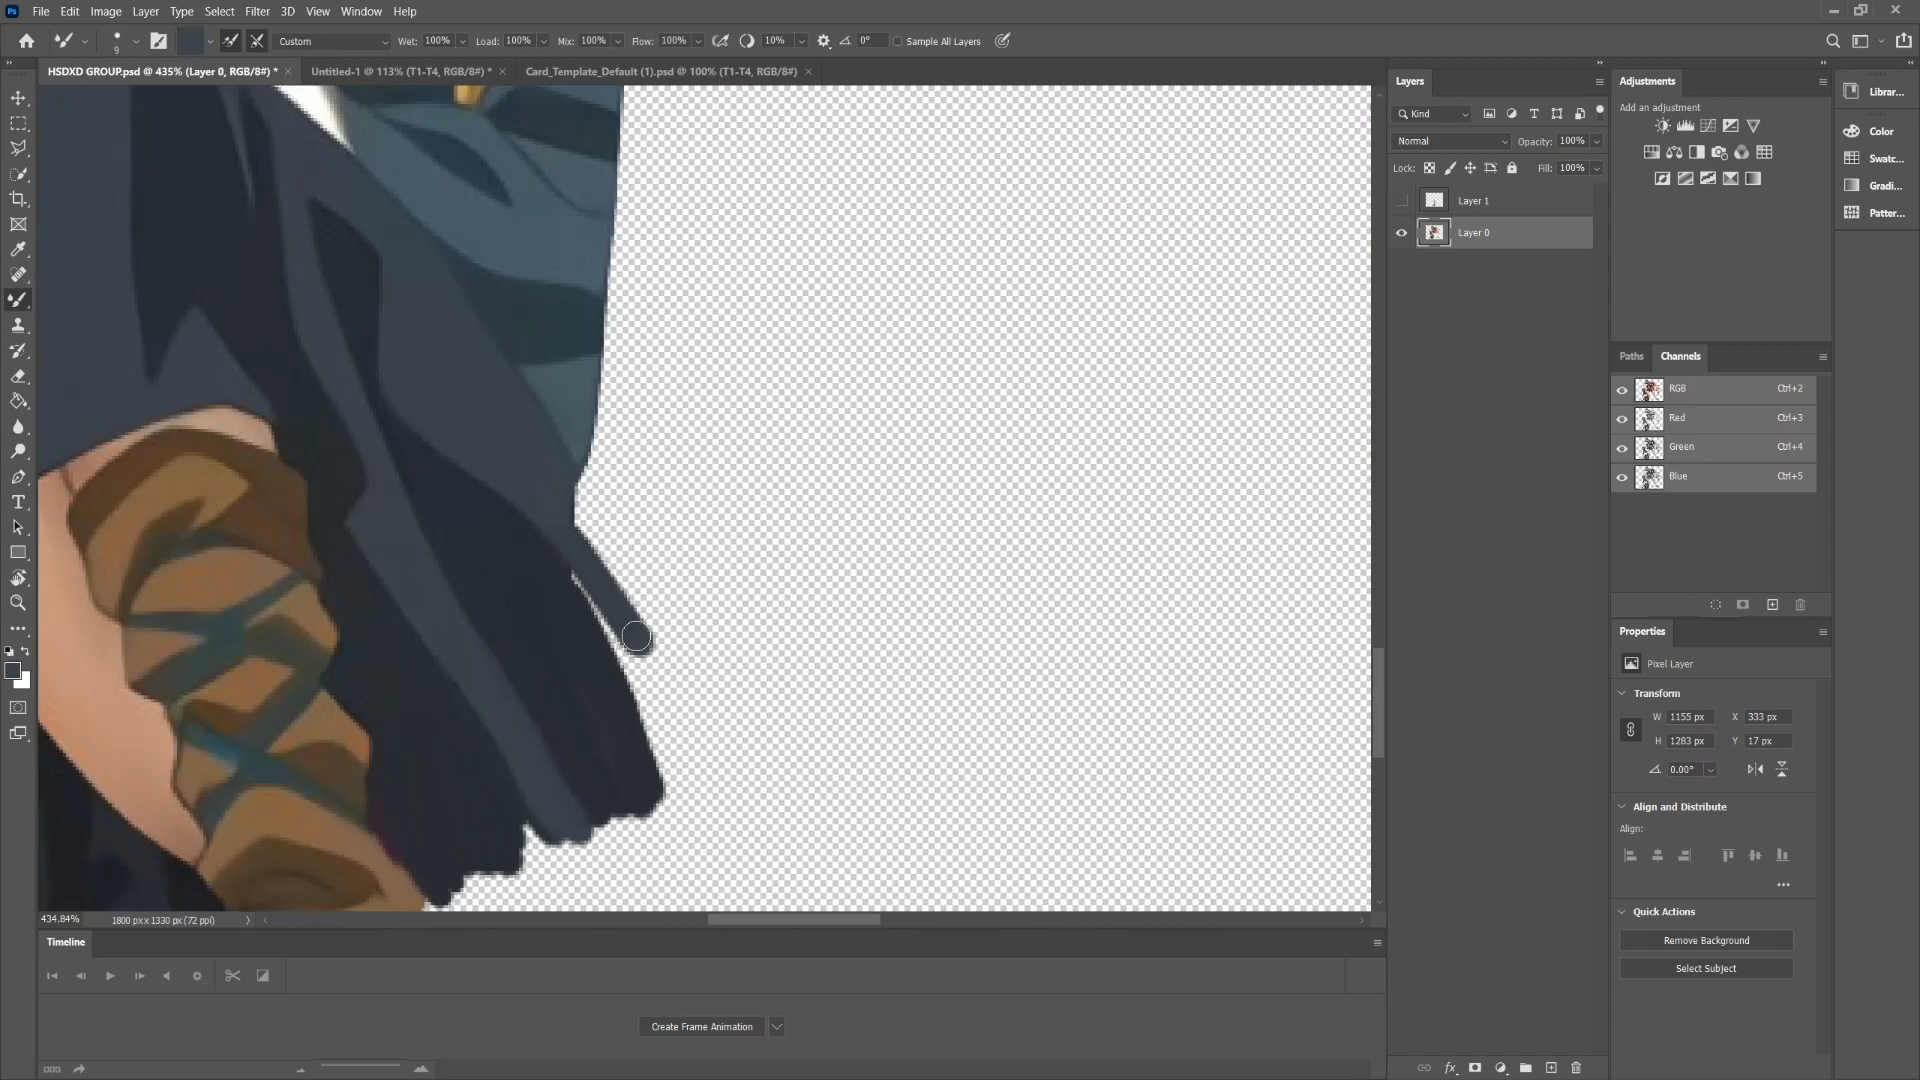 Ps File Edit Image Layer Type Select Filter 3D View Window Help
9 Custom Wet: 100% Load: 100% Mix: 100% Flow: 100% 10% 0° Sample All Layers
HSDXD GROUP.psd @ 435% (Layer 0, RGB/8#) * × Untitled-1 @ 113% (T1-T4, RGB/8#) * × Card_Template_Default (1).psd @ 100% (T1-T4, RGB/8#) ×
Layers
Kind
Normal Opacity: 100%
Lock: Fill: 100%
Layer 1
Layer 0
Adjustments
Add an adjustment
Paths Channels
RGB Ctrl+2
Red Ctrl+3
Green Ctrl+4
Blue Ctrl+5
Properties
Pixel Layer
Transform
W 1155 px X 333 px
H 1283 px Y 17 px
0.00°
Align and Distribute
Align:
Quick Actions
Remove Background
Select Subject
Librar...
Color
Swatc...
Gradi...
Patter...
434.84% 1800 px x 1330 px (72 ppi)
Timeline
Create Frame Animation
fx